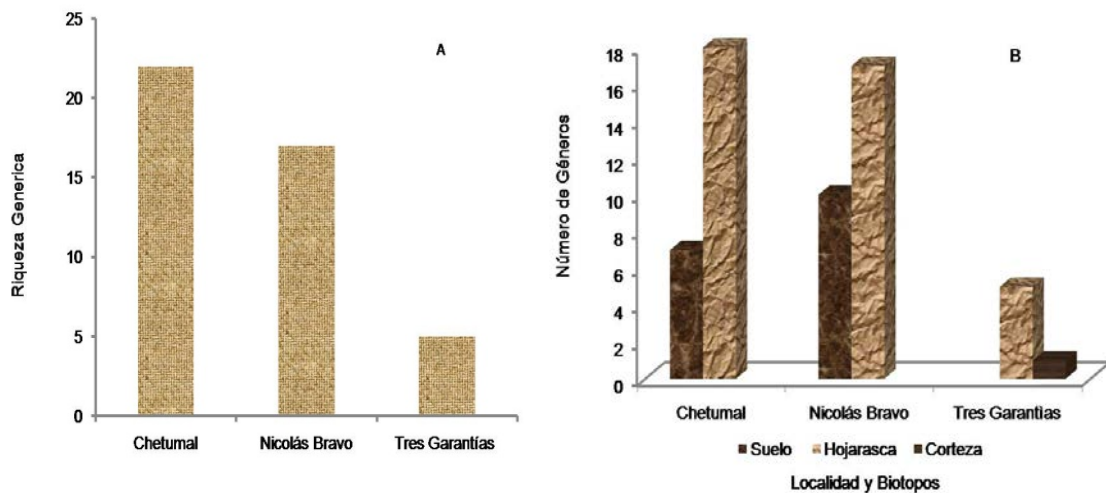 A
25
20
15
10
5
0
Riqueza Generica
Chetumal Nicolás Bravo Tres Garantías
B
18
16
14
12
10
8
6
4
2
0
Número de Géneros
Chetumal Nicolás Bravo Tres Garantías
Suelo Hojarasca Corteza
Localidad y Biotopos